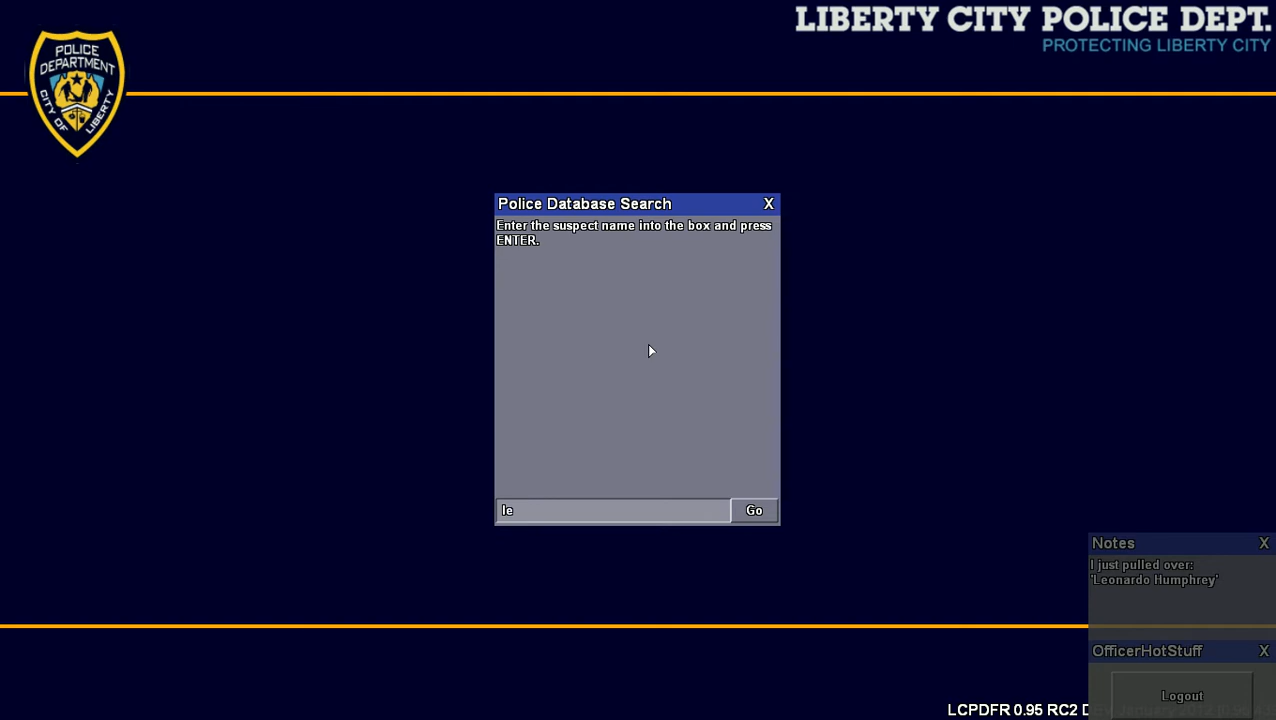 LIBERTY CITY POLICE DEPT.
PROTECTING LIBERTY CITY
POLICE
DEPARTMENT
CITY OF LIBERTY
Police Database Search X
Enter the suspect name into the box and press
ENTER.
le
Go
Notes X
I just pulled over:
'Leonardo Humphrey'
OfficerHotStuff X
Logout
LCPDFR 0.95 RC2